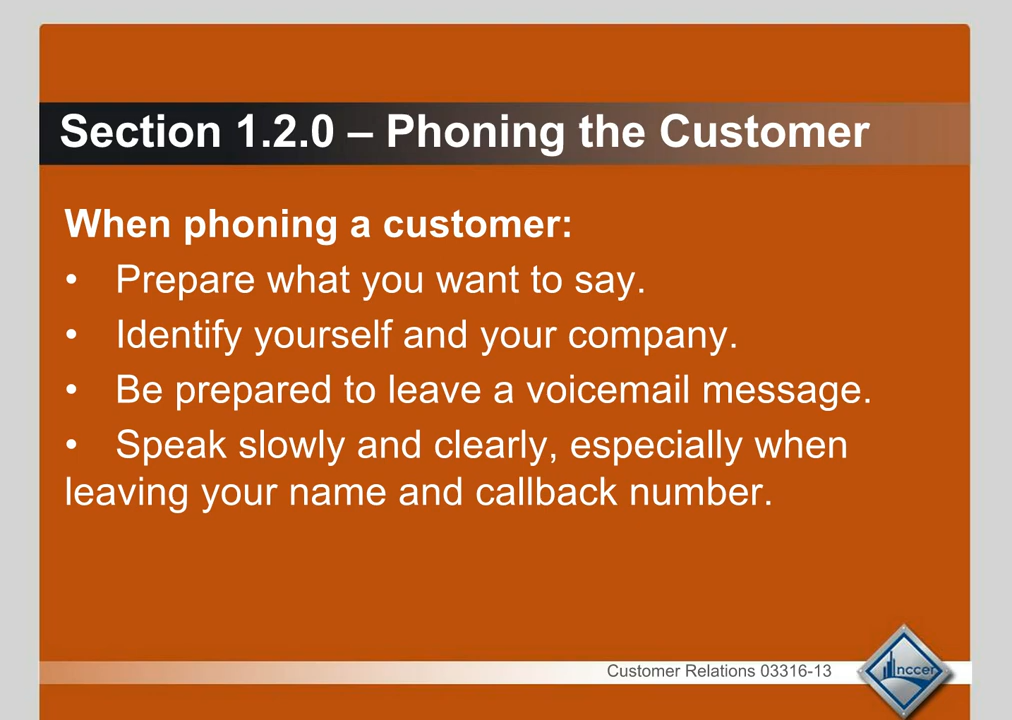 Section 1.2.0 – Phoning the Customer
When phoning a customer:
• Prepare what you want to say.
• Identify yourself and your company.
• Be prepared to leave a voicemail message.
• Speak slowly and clearly, especially when
leaving your name and callback number.
Customer Relations 03316-13
nccer